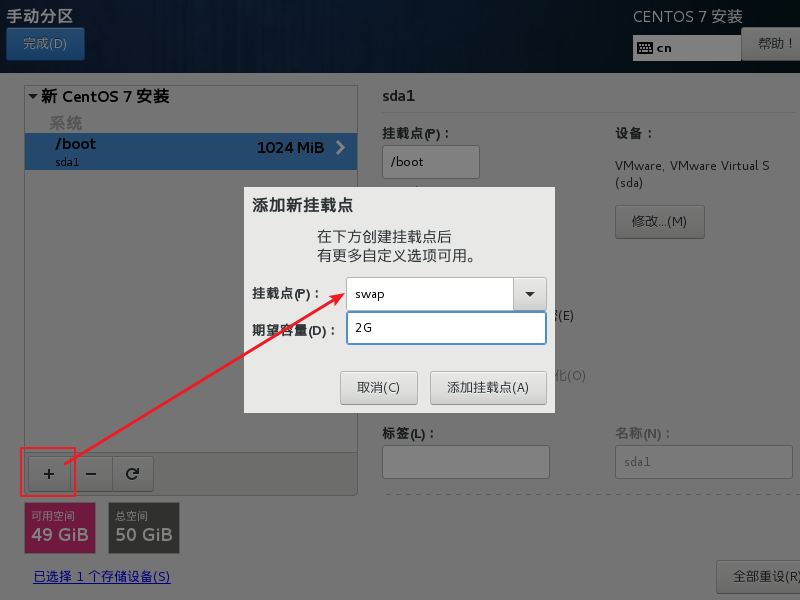 手动分区
CENTOS 7 安装
完成(D)
cn
帮助！
新 CentOS 7 安装
系统
/boot
1024 MiB
sda1
sda1
挂载点(P)：
/boot
设备：
VMware, VMware Virtual S
(sda)
修改...(M)
添加新挂载点
在下方创建挂载点后
有更多自定义选项可用。
挂载点(P)：
swap
期望容量(D)：
2G
取消(C)
添加挂载点(A)
(E)
化(O)
标签(L)：
名称(N)：
sda1
可用空间
49 GiB
总空间
50 GiB
已选择 1 个存储设备(S)
全部重设(R)